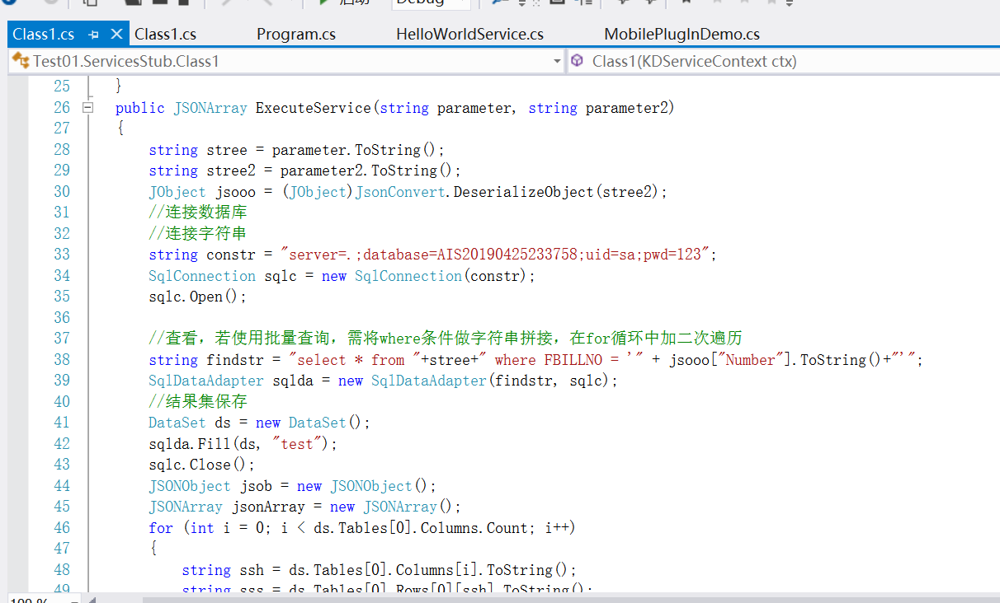 启动
Debug
Class1.cs Class1.cs Program.cs HelloWorldService.cs MobilePlugInDemo.cs
Test01.ServicesStub.Class1 Class1(KDServiceContext ctx)
25 }
26 public JSONArray ExecuteService(string parameter, string parameter2)
27 {
28 string stree = parameter.ToString();
29 string stree2 = parameter2.ToString();
30 JObject jsooo = (JObject)JsonConvert.DeserializeObject(stree2);
31 //连接数据库
32 //连接字符串
33 string constr = "server=.;database=AIS20190425233758;uid=sa;pwd=123";
34 SqlConnection sqlc = new SqlConnection(constr);
35 sqlc.Open();
36
37 //查看，若使用批量查询，需将where条件做字符串拼接，在for循环中加二次遍历
38 string findstr = "select * from "+stree+" where FBILLNO = '" + jsooo["Number"].ToString()+"'";
39 SqlDataAdapter sqlda = new SqlDataAdapter(findstr, sqlc);
40 //结果集保存
41 DataSet ds = new DataSet();
42 sqlda.Fill(ds, "test");
43 sqlc.Close();
44 JSONObject jsob = new JSONObject();
45 JSONArray jsonArray = new JSONArray();
46 for (int i = 0; i < ds.Tables[0].Columns.Count; i++)
47 {
48 string ssh = ds.Tables[0].Columns[i].ToString();
49 string sss = ds.Tables[0].Rows[0][ssh].ToString();
100 %